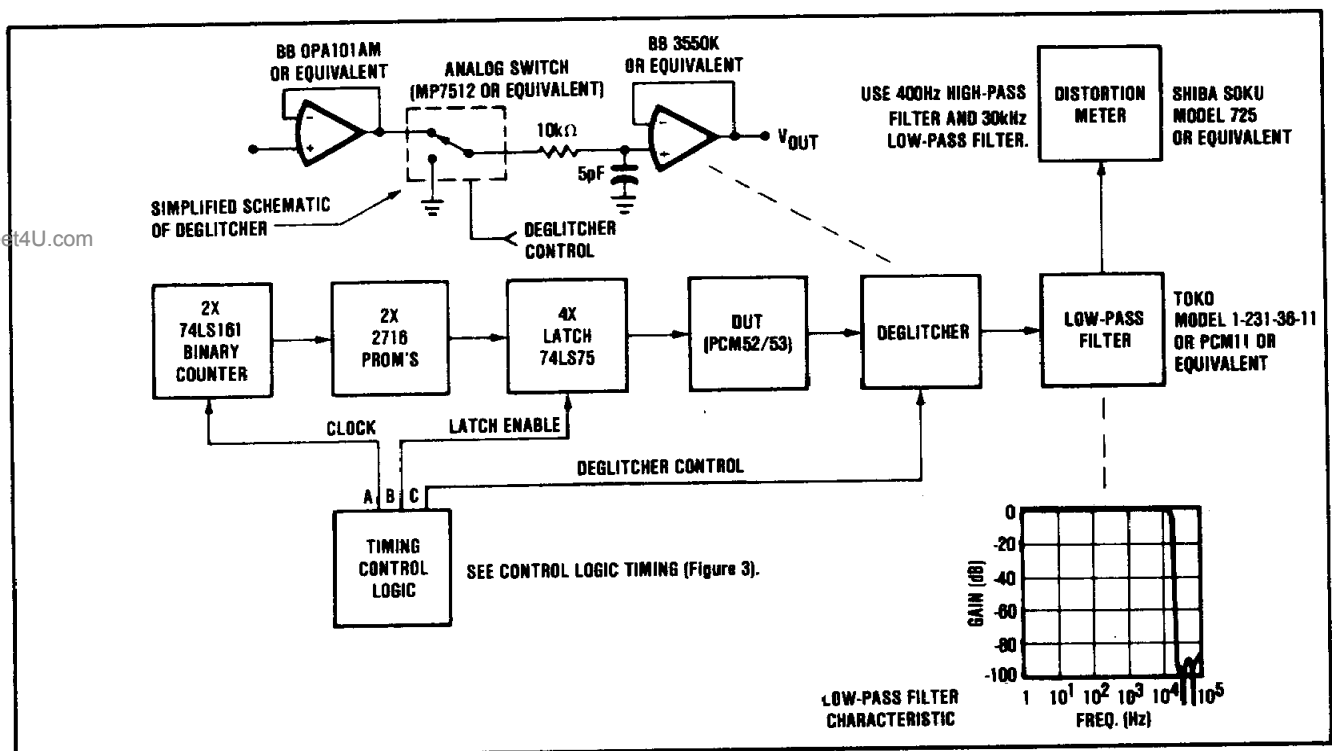 BB OPA101AM
OR EQUIVALENT
ANALOG SWITCH
(MP7512 OR EQUIVALENT)
BB 3550K
OR EQUIVALENT
10kΩ
5pF
VOUT
-
+
-
+
SIMPLIFIED SCHEMATIC
OF DEGLITCHER
DEGLITCHER
CONTROL
USE 400Hz HIGH-PASS
FILTER AND 30kHz
LOW-PASS FILTER.
DISTORTION
METER
SHIBA SOKU
MODEL 725
OR EQUIVALENT
et4U.com
2X
74LS161
BINARY
COUNTER
2X
2716
PROM'S
4X
LATCH
74LS75
DUT
(PCM52/53)
DEGLITCHER
LOW-PASS
FILTER
TOKO
MODEL 1-231-36-11
OR PCM11 OR
EQUIVALENT
CLOCK
LATCH ENABLE
DEGLITCHER CONTROL
A B C
TIMING
CONTROL
LOGIC
SEE CONTROL LOGIC TIMING (Figure 3).
0
-20
-40
-60
-80
-100
GAIN (dB)
1 10¹ 10² 10³ 10⁴ 10⁵
FREQ. (Hz)
LOW-PASS FILTER
CHARACTERISTIC